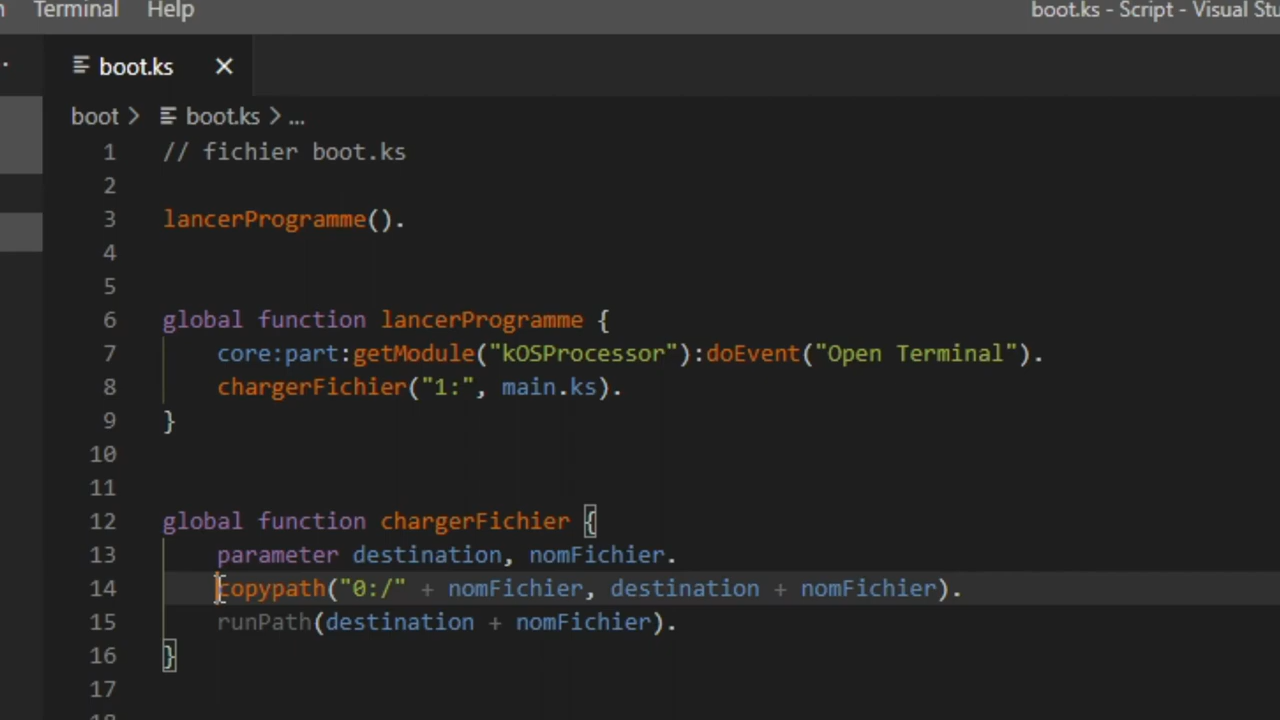 Terminal Help boot.ks - Script - Visual
boot.ks
boot > boot.ks > ...
1 // fichier boot.ks
2
3 lancerProgramme().
4
5
6 global function lancerProgramme {
7 core:part:getModule("kOSProcessor"):doEvent("Open Terminal").
8 chargerFichier("1:", main.ks).
9 }
10
11
12 global function chargerFichier {
13 parameter destination, nomFichier.
14 copypath("0:/" + nomFichier, destination + nomFichier).
15 runPath(destination + nomFichier).
16 }
17